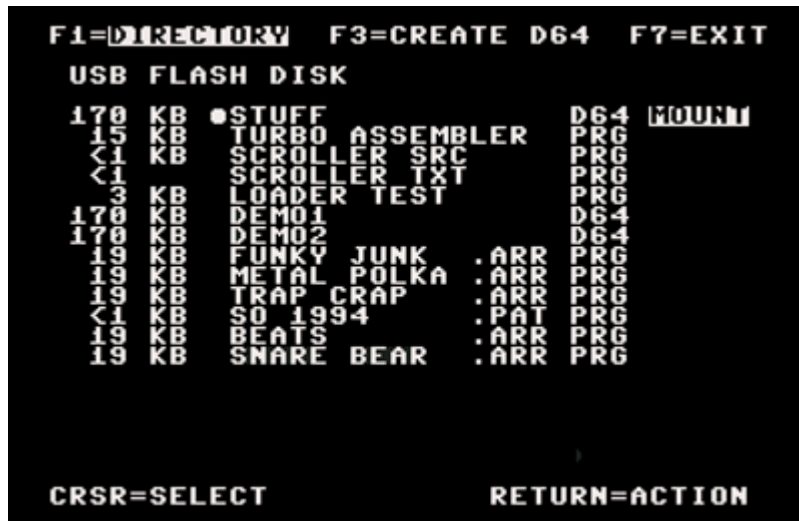 F1=DIRECTORY F3=CREATE D64 F7=EXIT
USB FLASH DISK
170 KB ●STUFF D64 MOUNT
15 KB TURBO ASSEMBLER PRG
<1 KB SCROLLER SRC PRG
<1 SCROLLER TXT PRG
3 KB LOADER TEST PRG
170 KB DEMO1 D64
170 KB DEMO2 D64
19 KB FUNKY JUNK .ARR PRG
19 KB METAL POLKA .ARR PRG
19 KB TRAP CRAP .ARR PRG
<1 KB SO 1994 .PAT PRG
19 KB BEATS .ARR PRG
19 KB SNARE BEAR .ARR PRG
CRSR=SELECT RETURN=ACTION